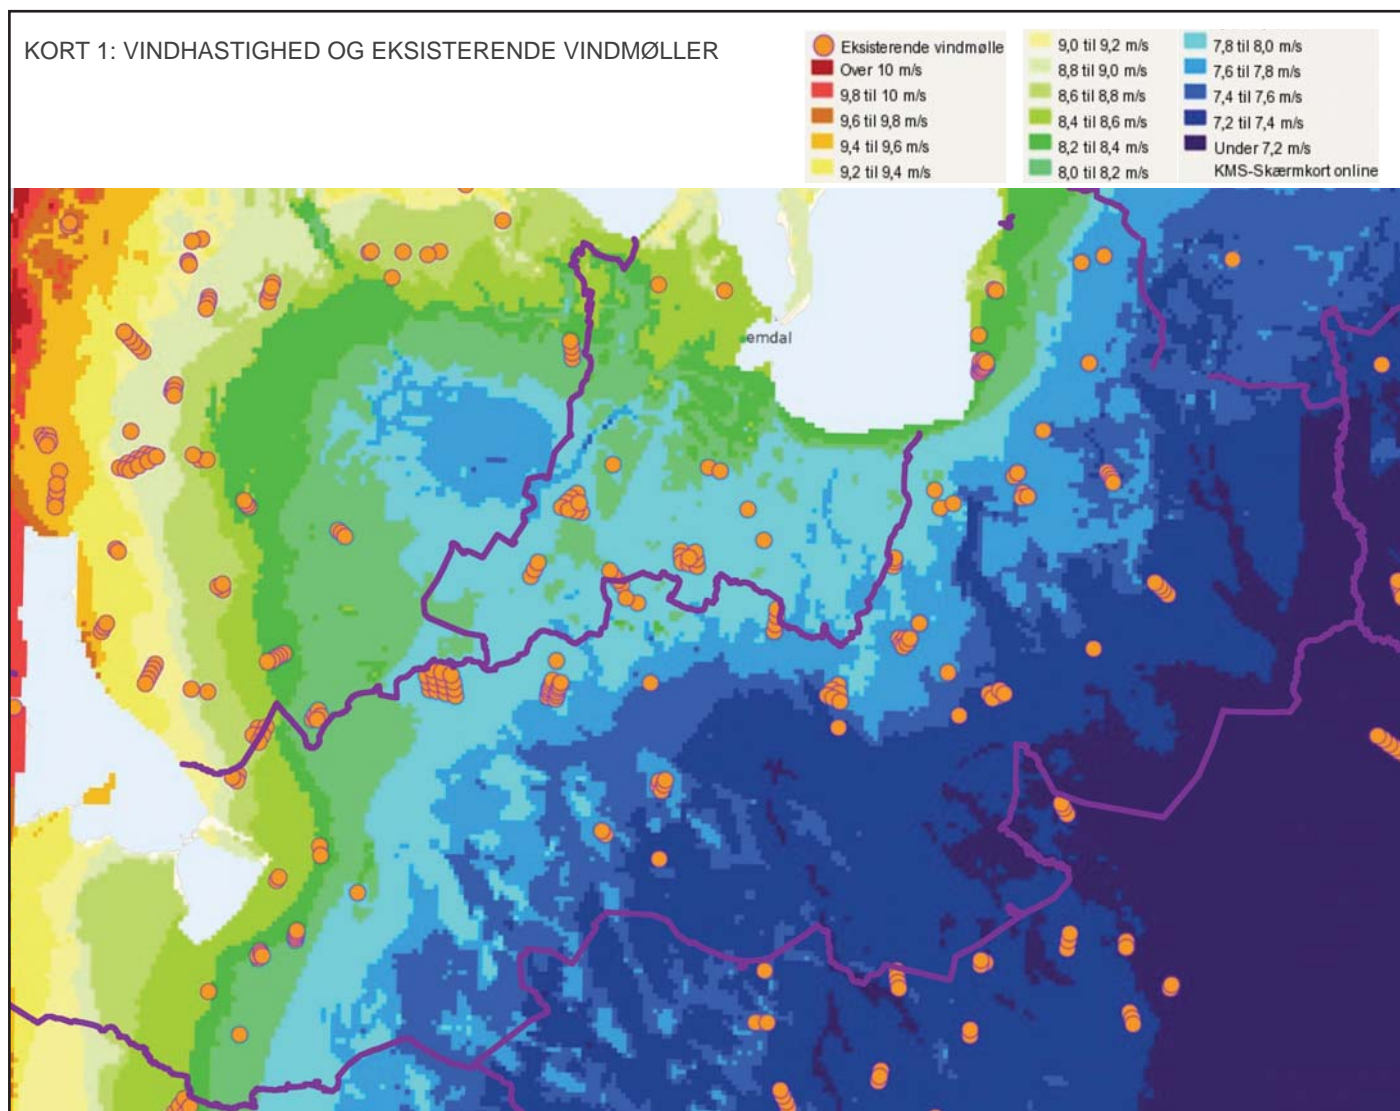 KORT 1: VINDHASTIGHED OG EKSISTERENDE VINDMØLLER
Eksisterende vindmølle
Over 10 m/s
9,8 til 10 m/s
9,6 til 9,8 m/s
9,4 til 9,6 m/s
9,2 til 9,4 m/s
9,0 til 9,2 m/s
8,8 til 9,0 m/s
8,6 til 8,8 m/s
8,4 til 8,6 m/s
8,2 til 8,4 m/s
8,0 til 8,2 m/s
7,8 til 8,0 m/s
7,6 til 7,8 m/s
7,4 til 7,6 m/s
7,2 til 7,4 m/s
Under 7,2 m/s
KMS-Skærmkort online
emdal